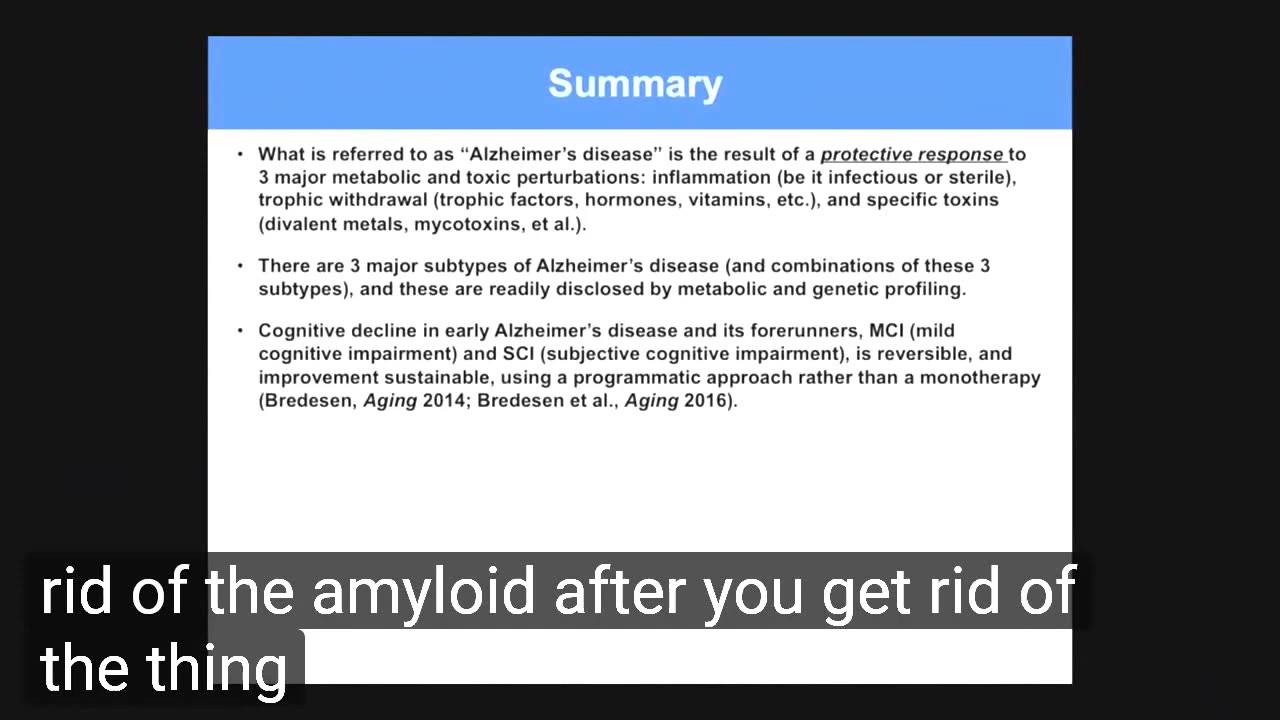 Summary
• What is referred to as “Alzheimer’s disease” is the result of a protective response to
3 major metabolic and toxic perturbations: inflammation (be it infectious or sterile),
trophic withdrawal (trophic factors, hormones, vitamins, etc.), and specific toxins
(divalent metals, mycotoxins, et al.).
• There are 3 major subtypes of Alzheimer’s disease (and combinations of these 3
subtypes), and these are readily disclosed by metabolic and genetic profiling.
• Cognitive decline in early Alzheimer’s disease and its forerunners, MCI (mild
cognitive impairment) and SCI (subjective cognitive impairment), is reversible, and
improvement sustainable, using a programmatic approach rather than a monotherapy
(Bredesen, Aging 2014; Bredesen et al., Aging 2016).
rid of the amyloid after you get rid of
the thing